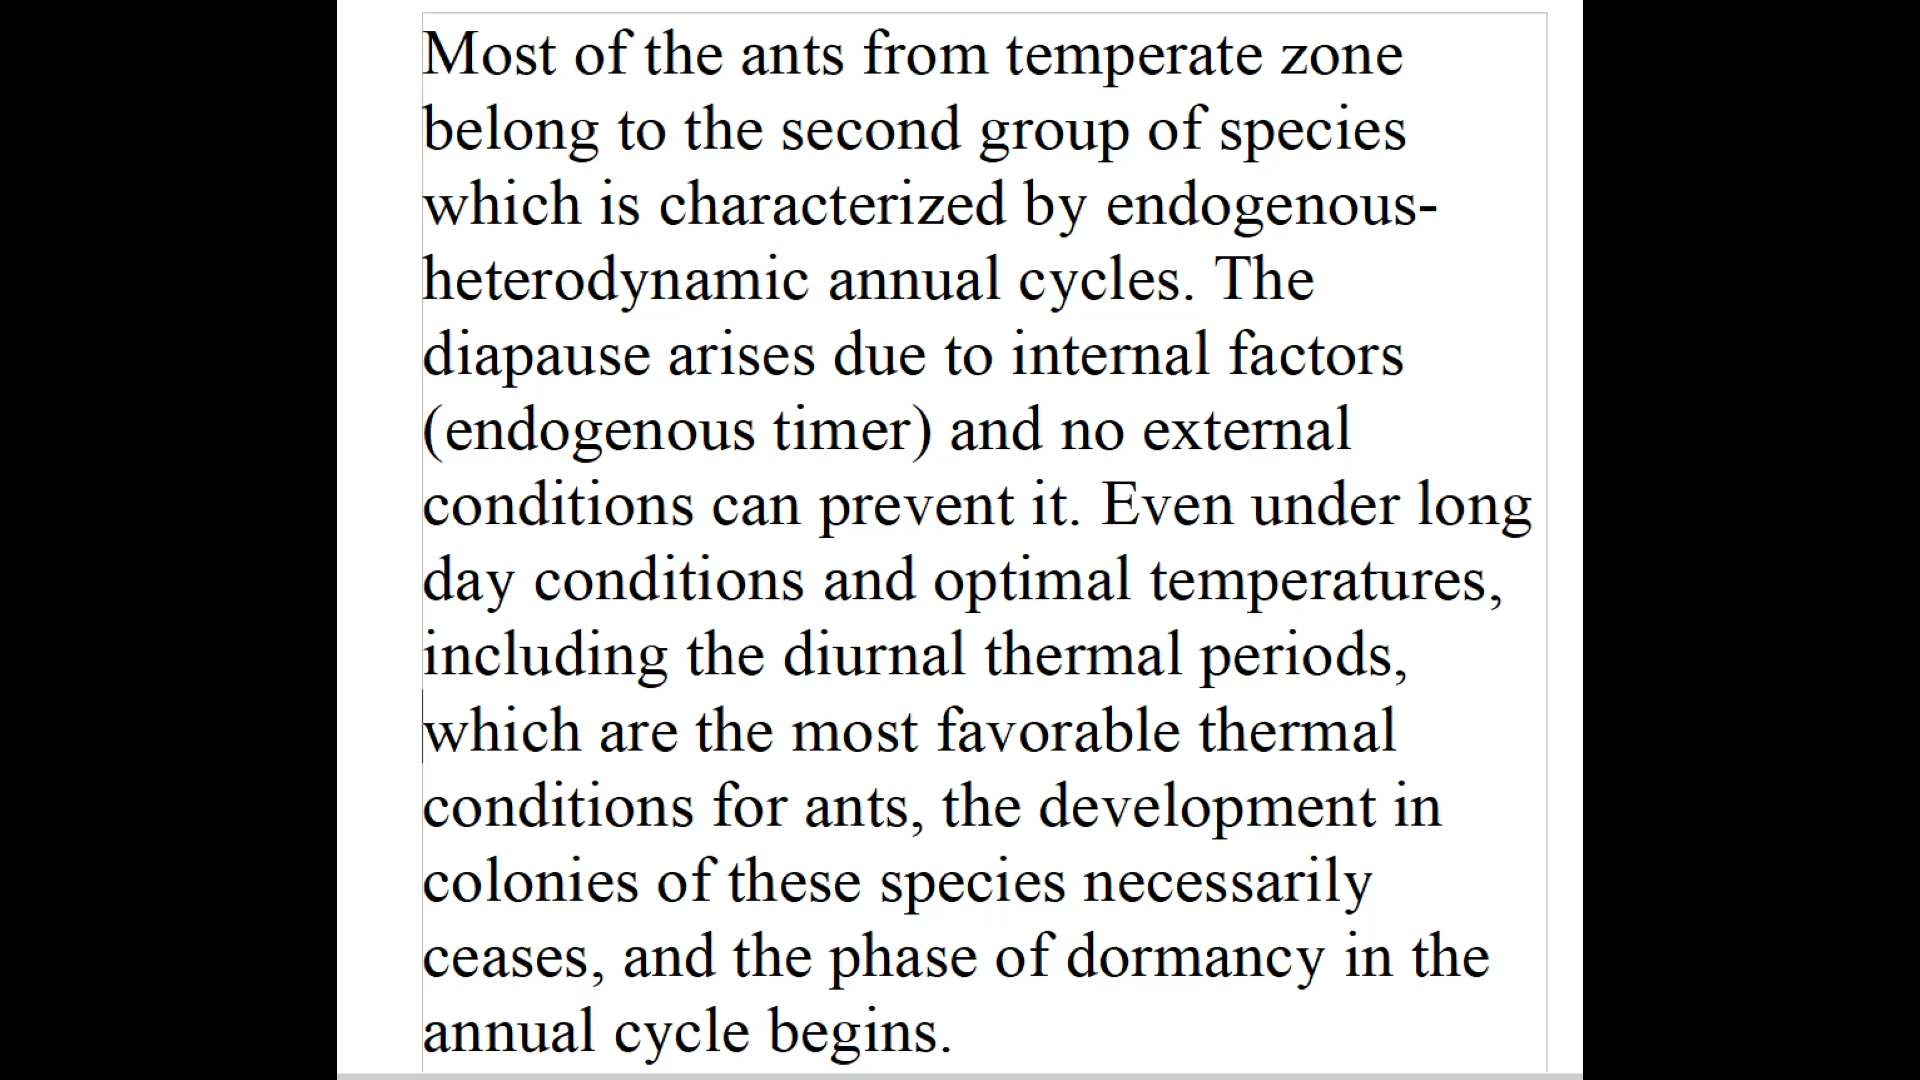 Most of the ants from temperate zone
belong to the second group of species
which is characterized by endogenous-
heterodynamic annual cycles. The
diapause arises due to internal factors
(endogenous timer) and no external
conditions can prevent it. Even under long
day conditions and optimal temperatures,
including the diurnal thermal periods,
which are the most favorable thermal
conditions for ants, the development in
colonies of these species necessarily
ceases, and the phase of dormancy in the
annual cycle begins.